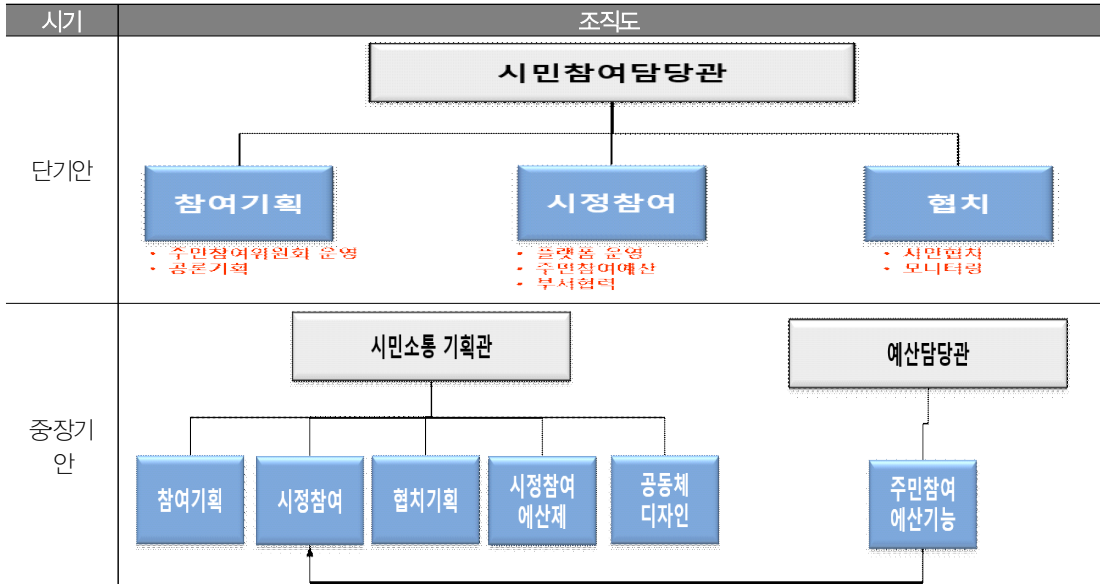 시기 조직도
단기안
시민참여담당관
참여기획 시정참여 협치
• 주민참여위원회 운영
• 공론기획
• 플랫폼 운영
• 주민참여예산
• 부서협력
• 시민협치
• 모니터링
중·장기
안
시민소통 기획관 예산담당관
참여기획
시정참여
협치기획
시정참여
예산제
공동체
디자인
주민참여
예산기능